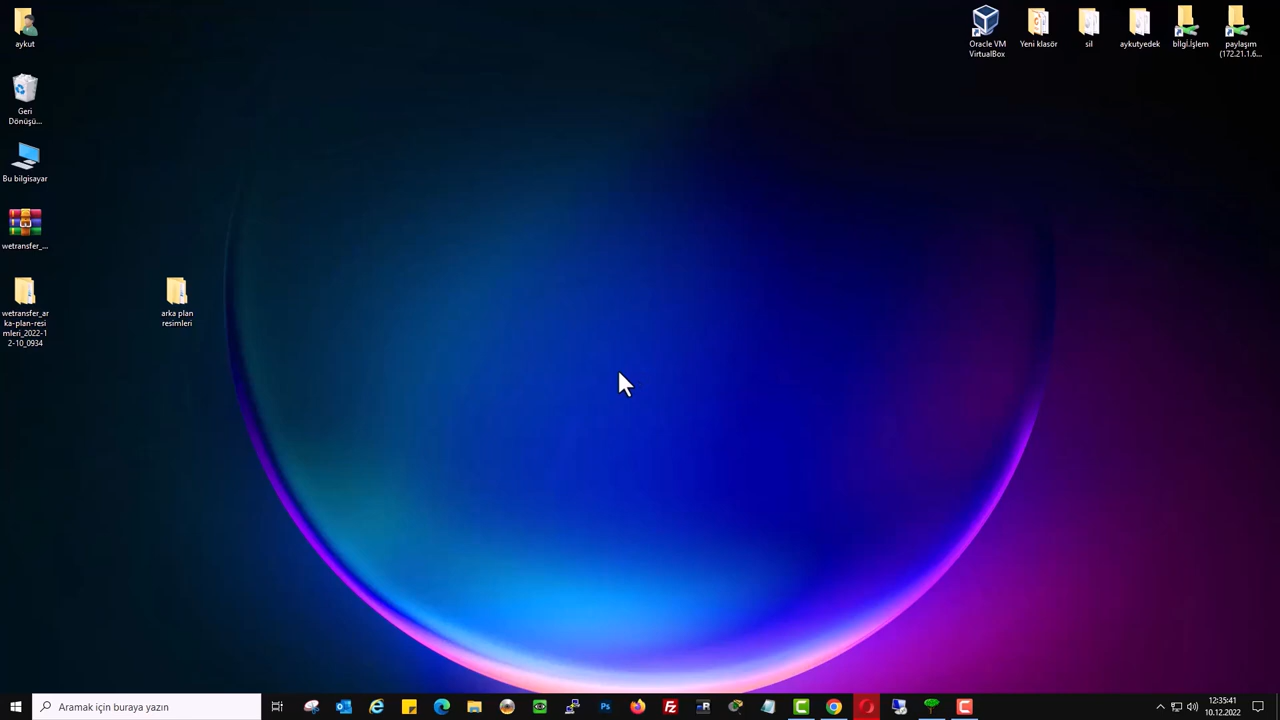 aykut
Geri
Dönüşü...
Bu bilgisayar
wetransfer_...
wetransfer_ar
ka-plan-resi
mleri_2022-1
2-10_0934
arka plan
resimleri
Oracle VM
VirtualBox
Yeni klasör
sil
aykutyedek
bilgi.İşlem
paylaşım
(172.21.1.6...
Aramak için buraya yazın
12:35:41
10.12.2022